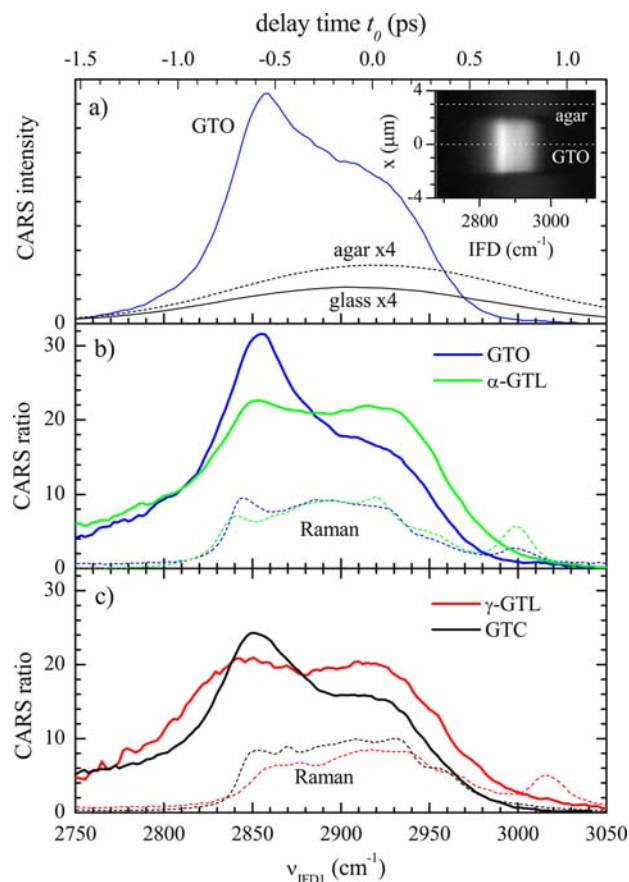 delay time t₀ (ps)
-1.5 -1.0 -0.5 0.0 0.5 1.0
a)
GTO
CARS intensity
0
agar x4
glass x4
4
0
-4
x (μm)
agar
GTO
2800 3000
IFD (cm⁻¹)
b)
30
20
10
0
CARS ratio
GTO
α-GTL
Raman
c)
30
20
10
0
CARS ratio
γ-GTL
GTC
Raman
2750 2800 2850 2900 2950 3000 3050
ν_IFD1 (cm⁻¹)